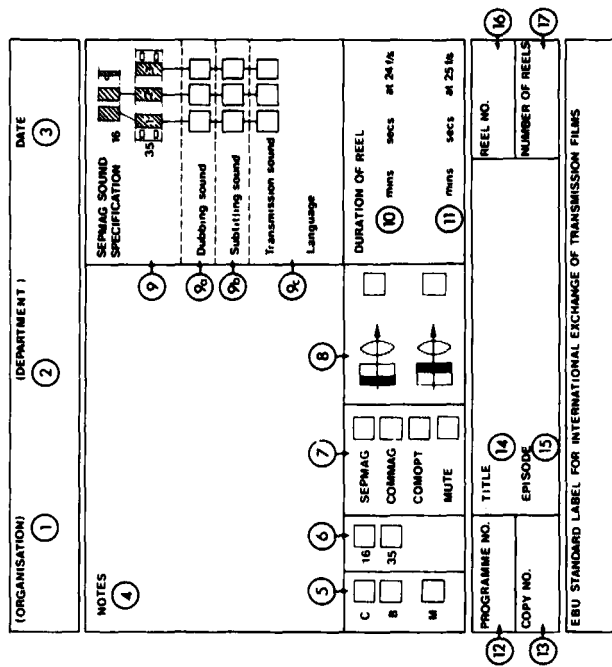 (ORGANISATION) (DEPARTMENT) DATE
1 2 3
NOTES
4
SEPMAG SOUND
SPECIFICATION 16
9 35
9a Dubbing sound
9b Subtitling sound
9c Transmission sound
Language
5 6 7 8
C 16 SEPMAG
B 35 COMMAG
COMOPT
M MUTE
DURATION OF REEL
10 mins secs at 24 f/s
11 mins secs at 25 f/s
12 PROGRAMME NO. TITLE 14 REEL NO. 16
13 COPY NO. EPISODE 15 NUMBER OF REELS 17
EBU STANDARD LABEL FOR INTERNATIONAL EXCHANGE OF TRANSMISSION FILMS